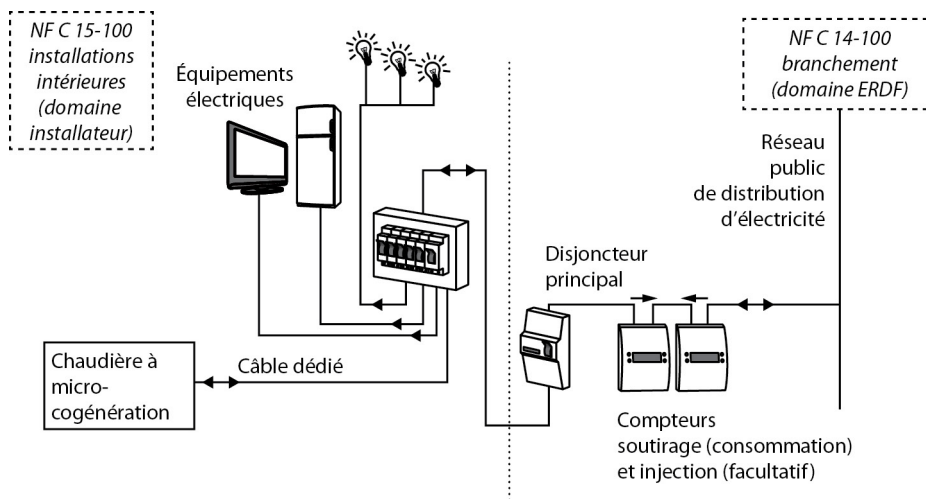 NF C 15-100
installations
intérieures
(domaine
installateur)
Équipements
électriques
NF C 14-100
branchement
(domaine ERDF)
Réseau
public
de distribution
d’électricité
Disjoncteur
principal
Chaudière à
micro-
cogénération
Câble dédié
Compteurs
soutirage (consommation)
et injection (facultatif)